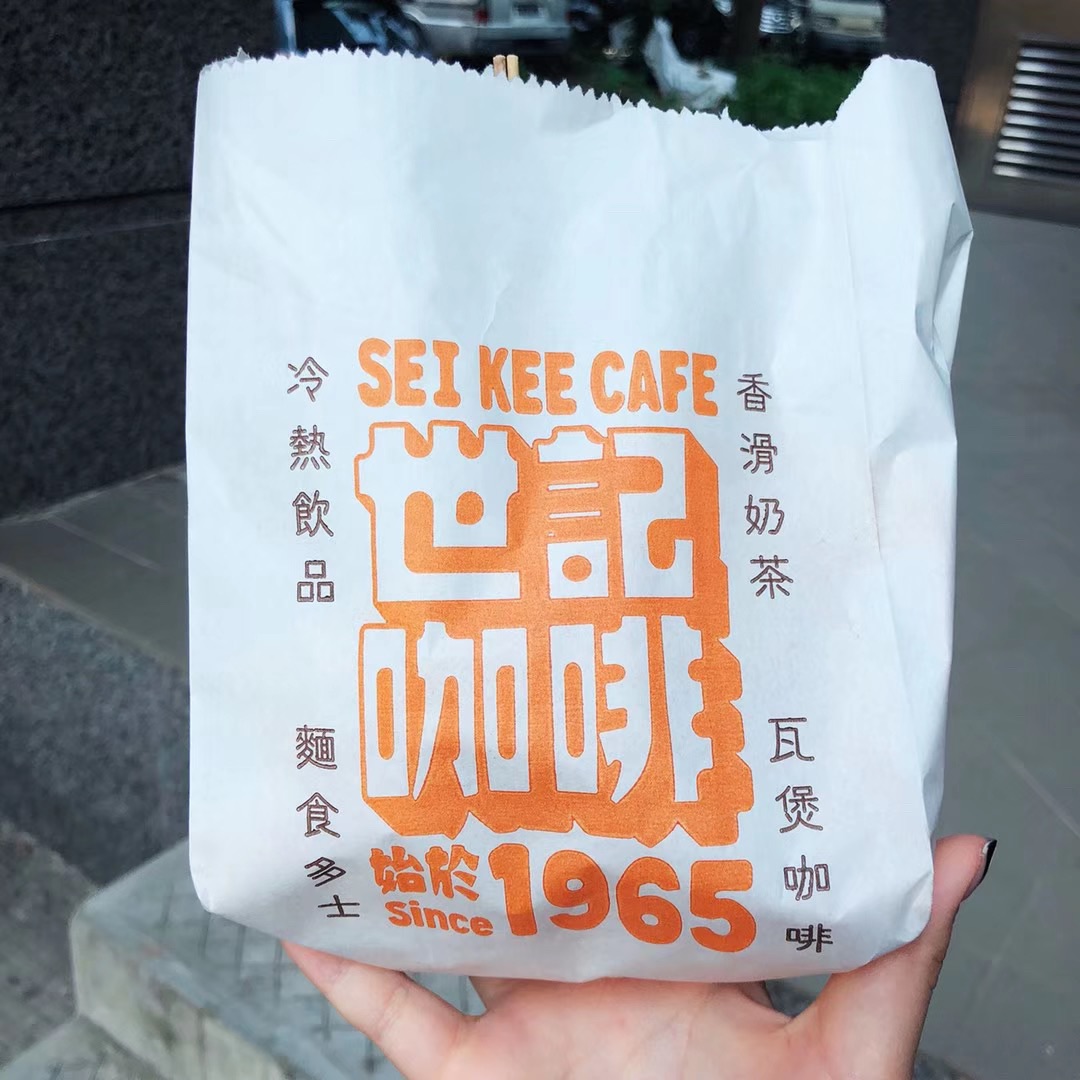 SEI KEE CAFE
世記
咖啡
始於
Since
1965
冷熱飲品
麵食多士
香滑奶茶
瓦煲咖啡